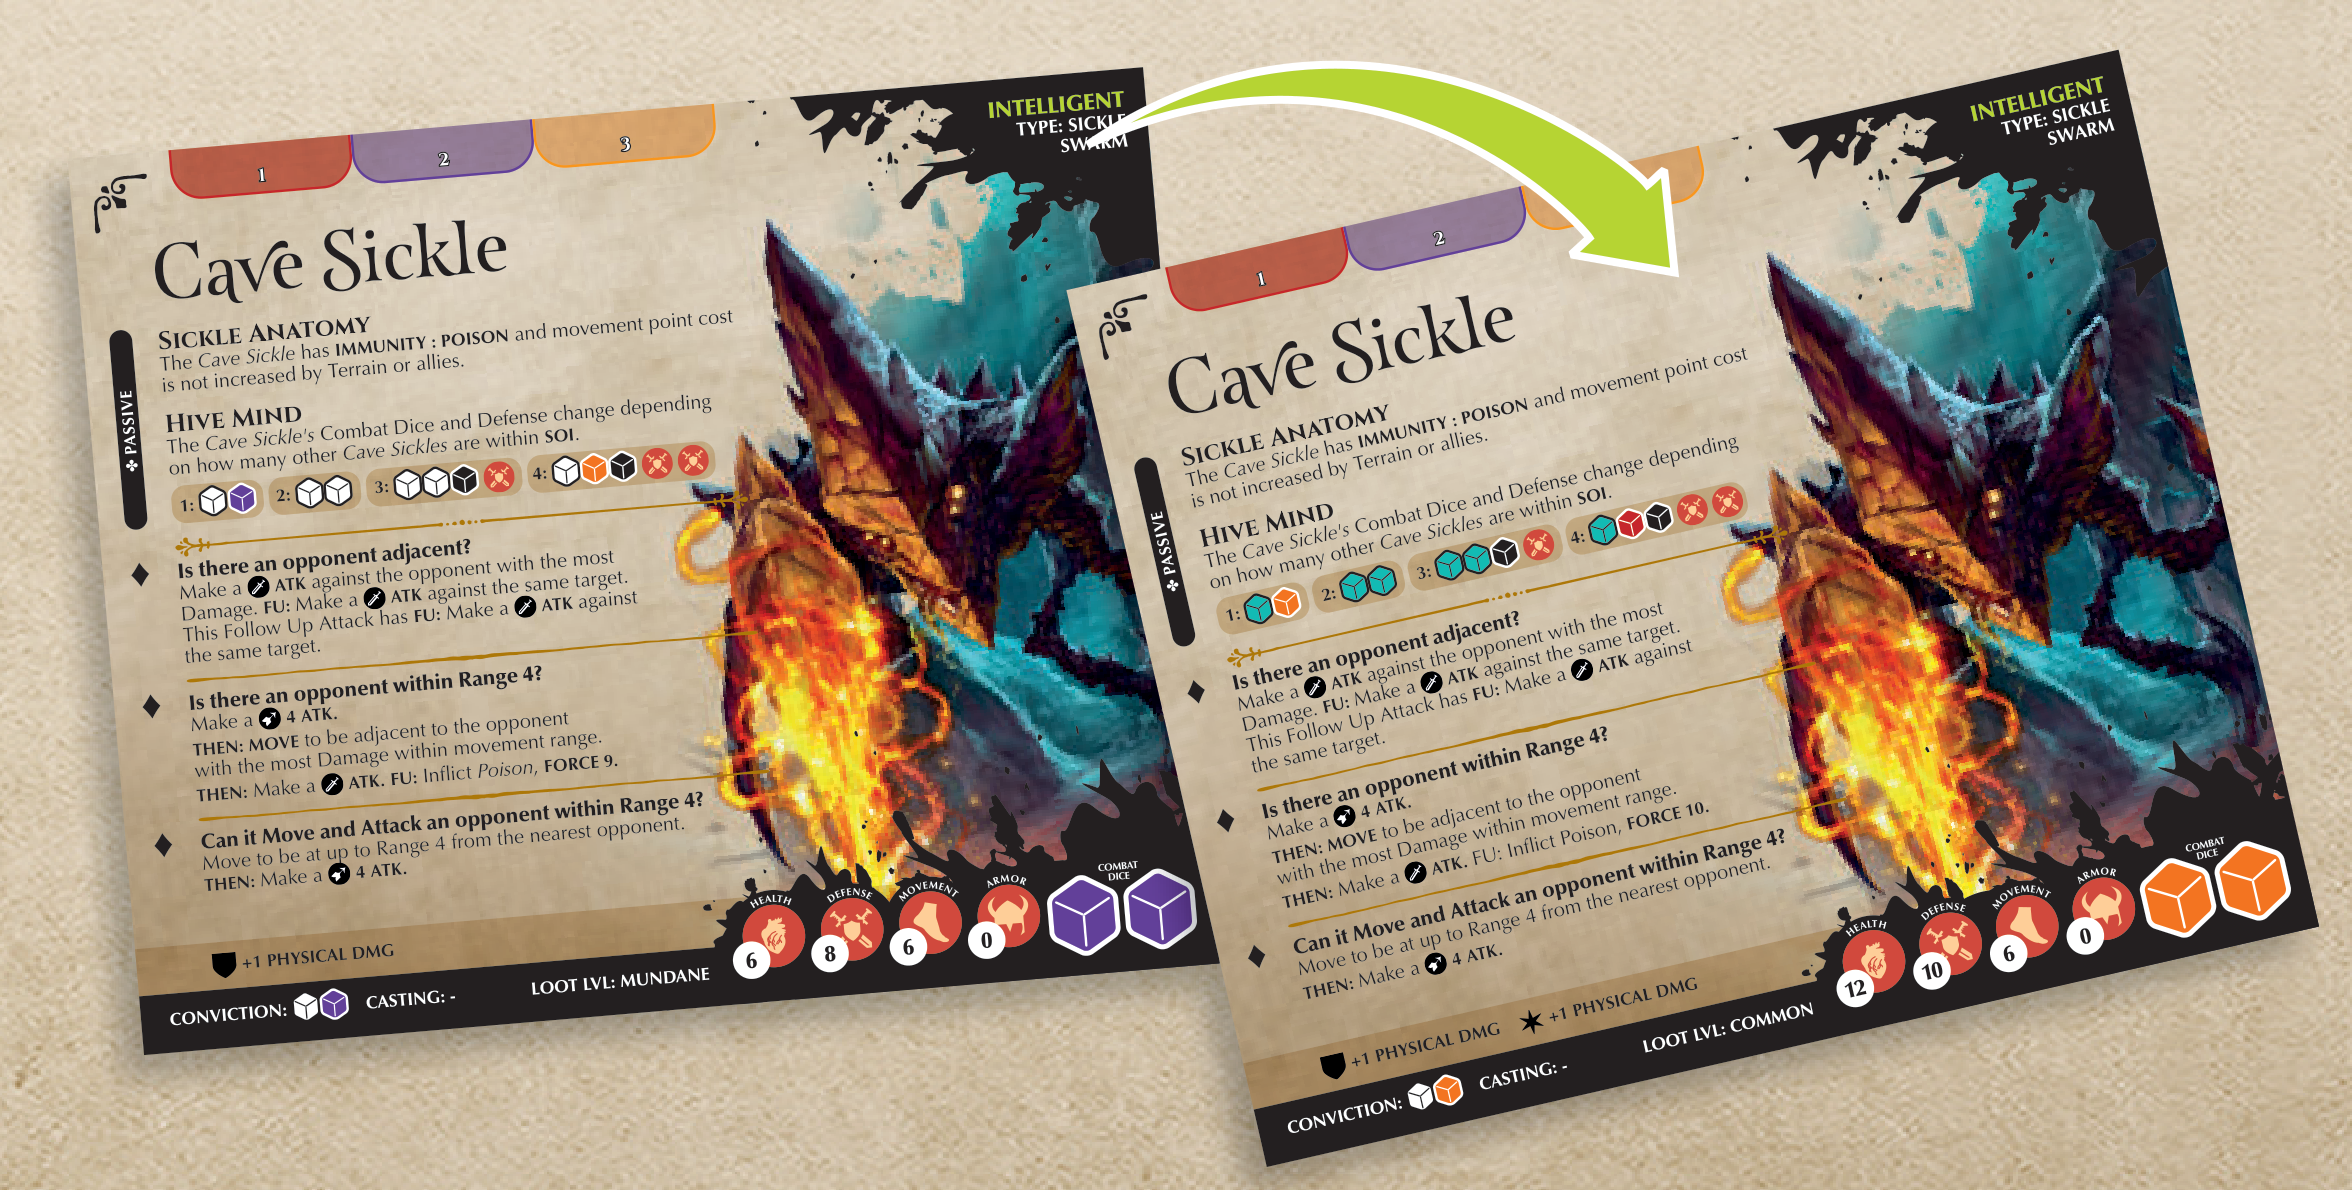 1
2
3
INTELLIGENT
TYPE: SICKLE
SWARM
Cave Sickle
PASSIVE
SICKLE ANATOMY
The Cave Sickle has IMMUNITY : POISON and movement point cost
is not increased by Terrain or allies.
HIVE MIND
The Cave Sickle's Combat Dice and Defense change depending
on how many other Cave Sickles are within SOI.
1: 2: 3: 4:
Is there an opponent adjacent?
Make a ATK against the opponent with the most
Damage. FU: Make a ATK against the same target.
This Follow Up Attack has FU: Make a ATK against
the same target.
Is there an opponent within Range 4?
Make a 4 ATK.
THEN: MOVE to be adjacent to the opponent
with the most Damage within movement range.
THEN: Make a ATK. FU: Inflict Poison, FORCE 9.
Can it Move and Attack an opponent within Range 4?
Move to be at up to Range 4 from the nearest opponent.
THEN: Make a 4 ATK.
+1 PHYSICAL DMG
CONVICTION: CASTING: - LOOT LVL: MUNDANE
HEALTH
6
DEFENSE
8
MOVEMENT
6
ARMOR
0
COMBAT
DICE
1
2
INTELLIGENT
TYPE: SICKLE
SWARM
Cave Sickle
PASSIVE
SICKLE ANATOMY
The Cave Sickle has IMMUNITY : POISON and movement point cost
is not increased by Terrain or allies.
HIVE MIND
The Cave Sickle's Combat Dice and Defense change depending
on how many other Cave Sickles are within SOI.
1: 2: 3: 4:
Is there an opponent adjacent?
Make a ATK against the opponent with the most
Damage. FU: Make a ATK against the same target.
This Follow Up Attack has FU: Make a ATK against
the same target.
Is there an opponent within Range 4?
Make a 4 ATK.
THEN: MOVE to be adjacent to the opponent
with the most Damage within movement range.
THEN: Make a ATK. FU: Inflict Poison, FORCE 10.
Can it Move and Attack an opponent within Range 4?
Move to be at up to Range 4 from the nearest opponent.
THEN: Make a 4 ATK.
+1 PHYSICAL DMG +1 PHYSICAL DMG
CONVICTION: CASTING: - LOOT LVL: COMMON
HEALTH
12
DEFENSE
10
MOVEMENT
6
ARMOR
0
COMBAT
DICE